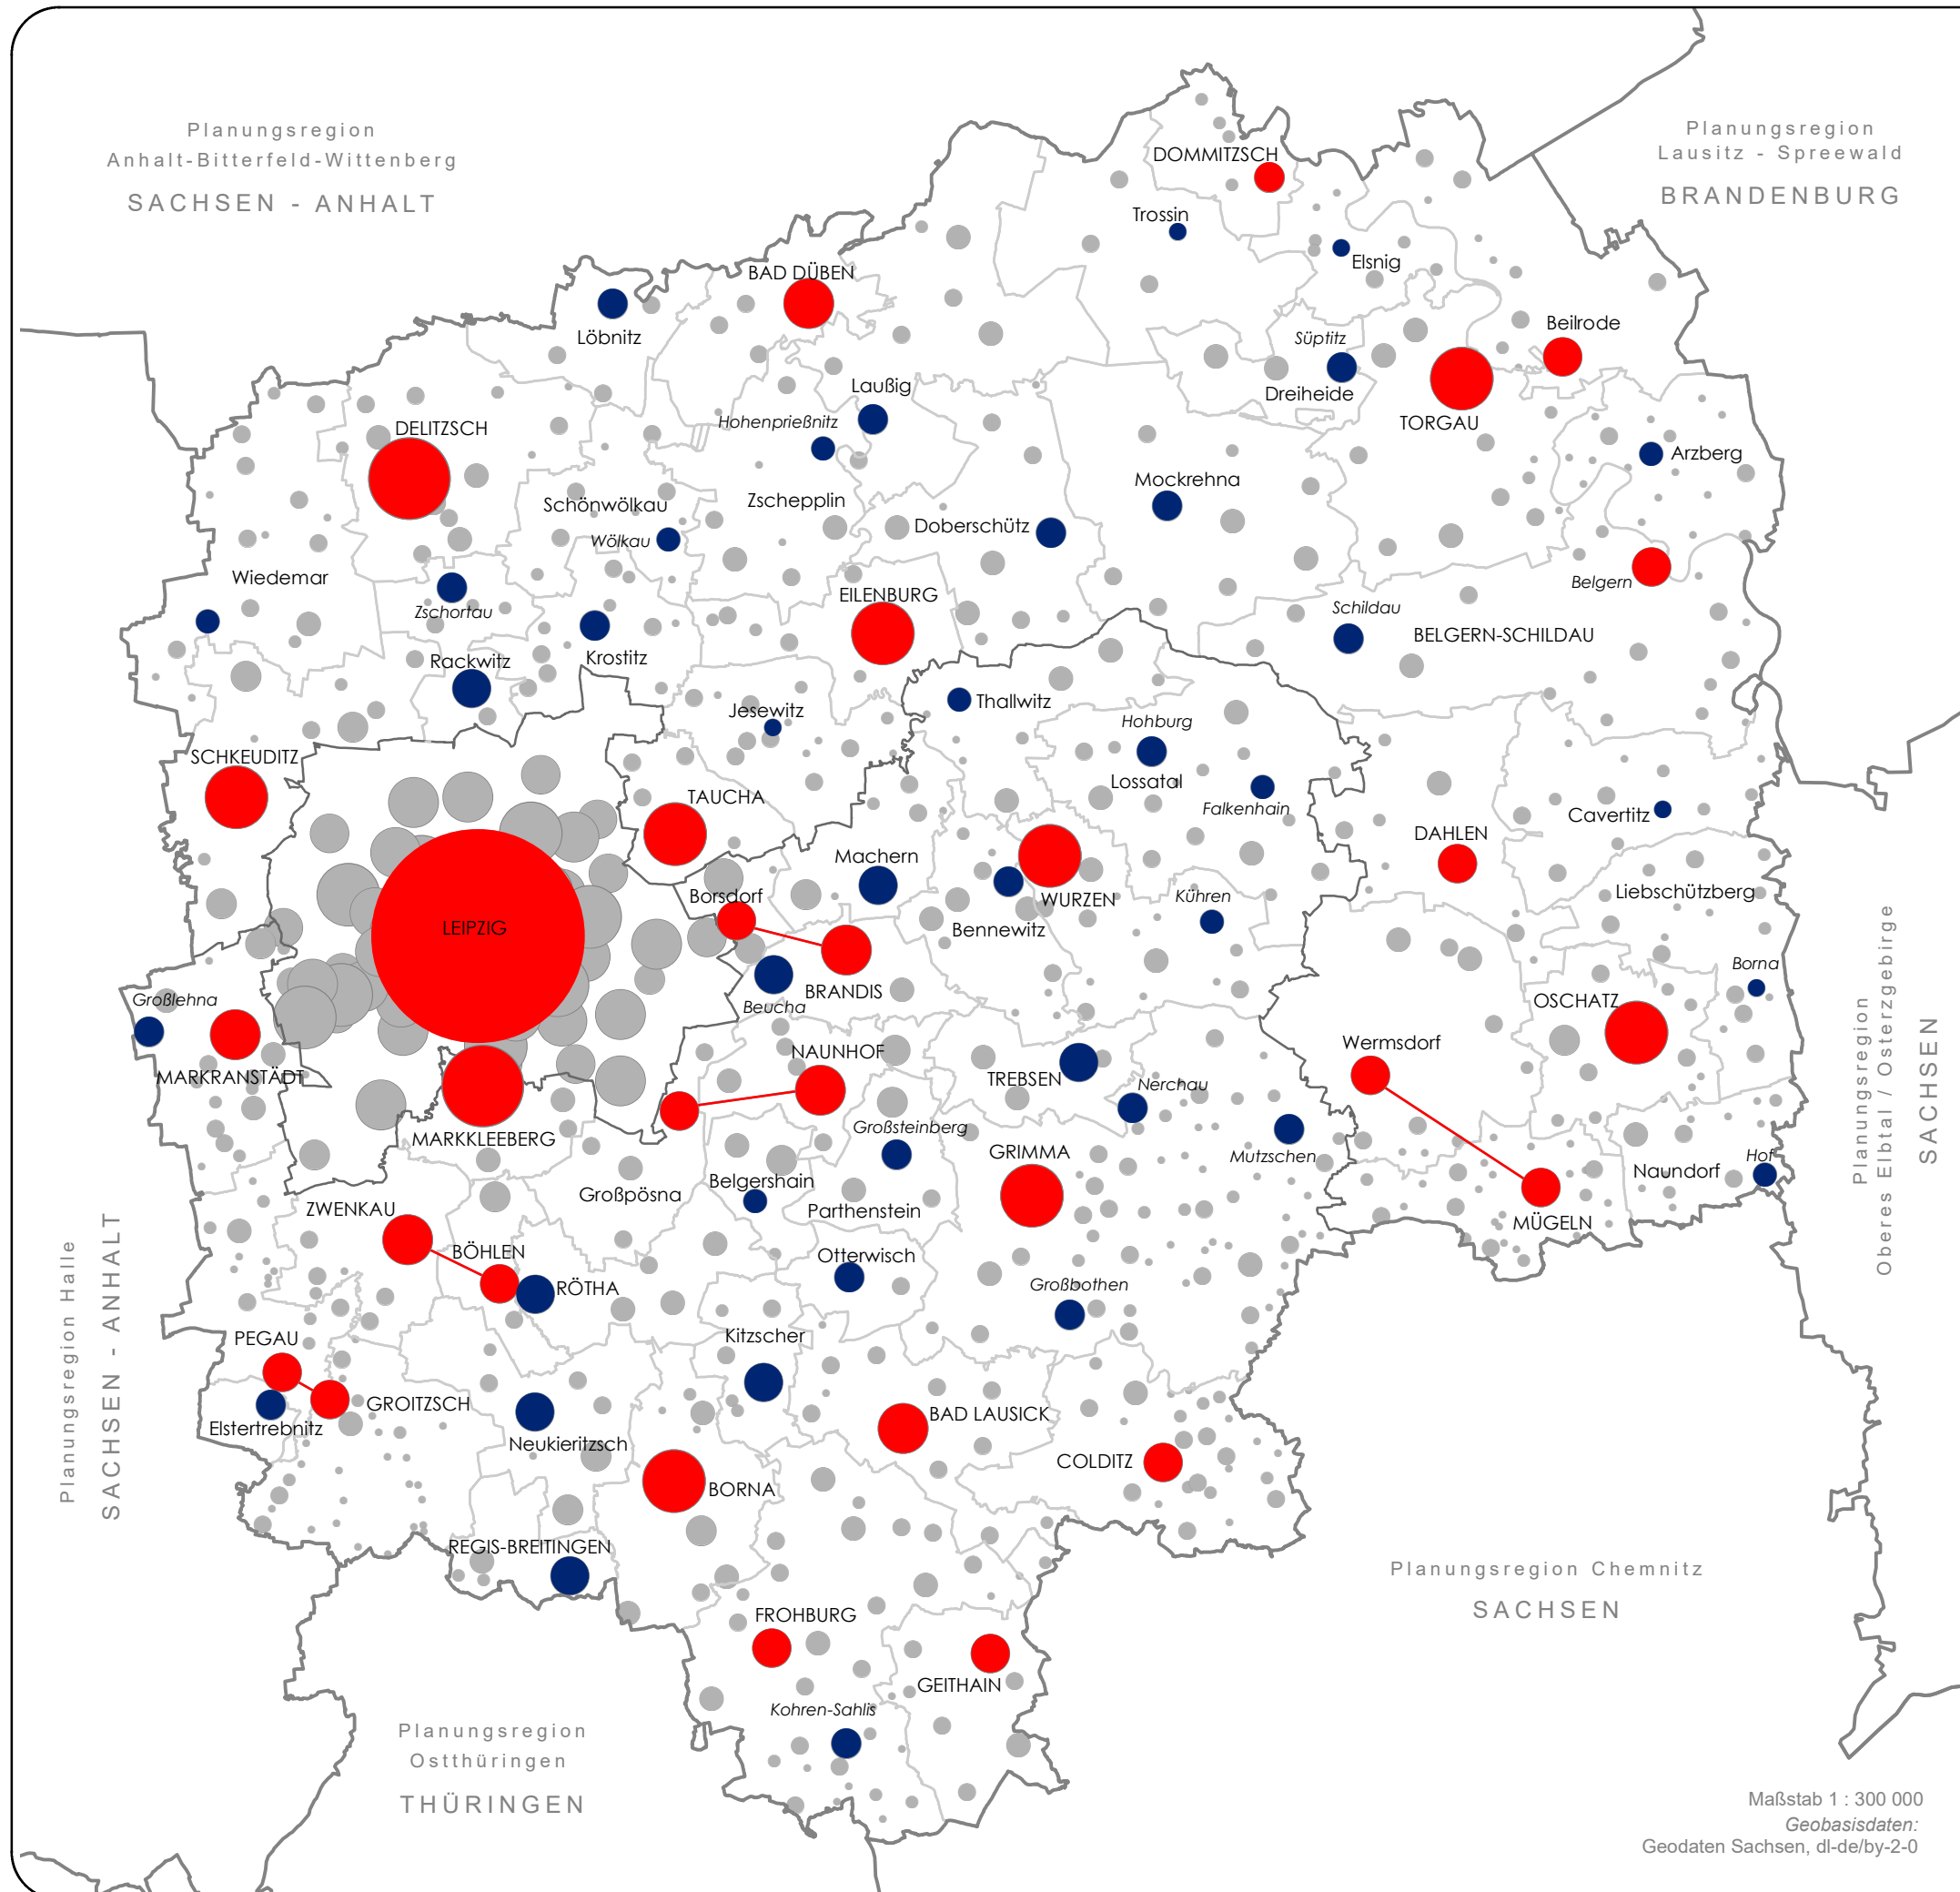 Planungsregion
Anhalt-Bitterfeld-Wittenberg
SACHSEN - ANHALT
Planungsregion
Lausitz - Spreewald
BRANDENBURG
DOMMITZSCH
Trossin
Elsnig
BAD DÜBEN
Löbnitz
Beilrode
Süptitz
Dreiheide
TORGAU
Laußig
Hohenprießnitz
DELITZSCH
Arzberg
Mockrehna
Zschepplin
Schönwölkau
Doberschütz
Wölkau
Wiedemar
Belgern
EILENBURG
Zschortau
Schildau
BELGERN-SCHILDAU
Krostitz
Rackwitz
Thallwitz
Jesewitz
Hohburg
SCHKEUDITZ
Lossatal
TAUCHA
Falkenhain
Cavertitz
DAHLEN
Machern
Liebschützberg
Borsdorf
Kühren
WURZEN
LEIPZIG
Bennewitz
Borna
BRANDIS
Großlehna
OSCHATZ
Beucha
Wermsdorf
NAUNHOF
MARKRANSTÄDT
TREBSEN
Nerchau
Großsteinberg
MARKKLEEBERG
GRIMMA
Mutzschen
Hof
Naundorf
Belgershain
Großpösna
ZWENKAU
Parthenstein
MÜGELN
BÖHLEN
Otterwisch
RÖTHA
Großbothen
PEGAU
Kitzscher
GROITZSCH
BAD LAUSICK
Elstertrebnitz
Neukieritzsch
COLDITZ
BORNA
REGIS-BREITINGEN
FROHBURG
GEITHAIN
Kohren-Sahlis
Planungsregion Halle
SACHSEN - ANHALT
Planungsregion
Oberes Elbtal / Osterzgebirge
SACHSEN
Planungsregion Chemnitz
SACHSEN
Planungsregion
Ostthüringen
THÜRINGEN
Maßstab 1 : 300 000
Geobasisdaten:
Geodaten Sachsen, dl-de/by-2-0